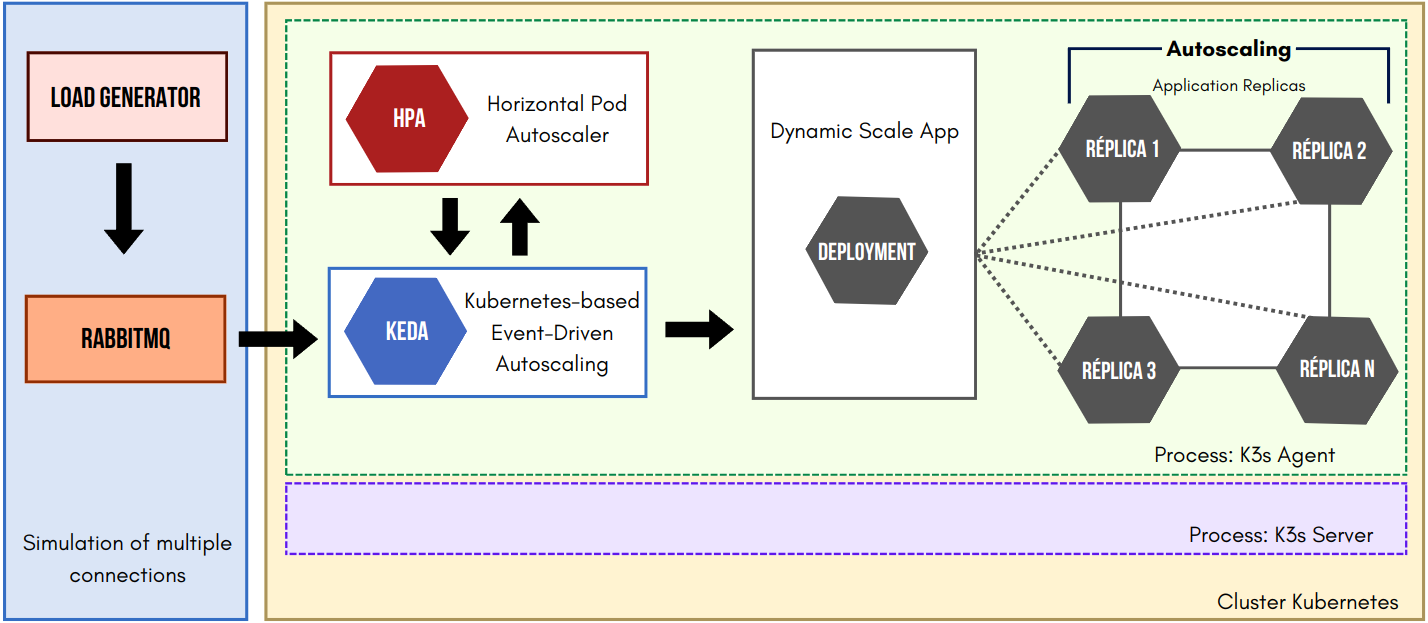 LOAD GENERATOR
RABBITMQ
Simulation of multiple
connections
HPA
Horizontal Pod
Autoscaler
KEDA
Kubernetes-based
Event-Driven
Autoscaling
Dynamic Scale App
DEPLOYMENT
Autoscaling
Application Replicas
RÉPLICA 1
RÉPLICA 2
RÉPLICA 3
RÉPLICA N
Process: K3s Agent
Process: K3s Server
Cluster Kubernetes